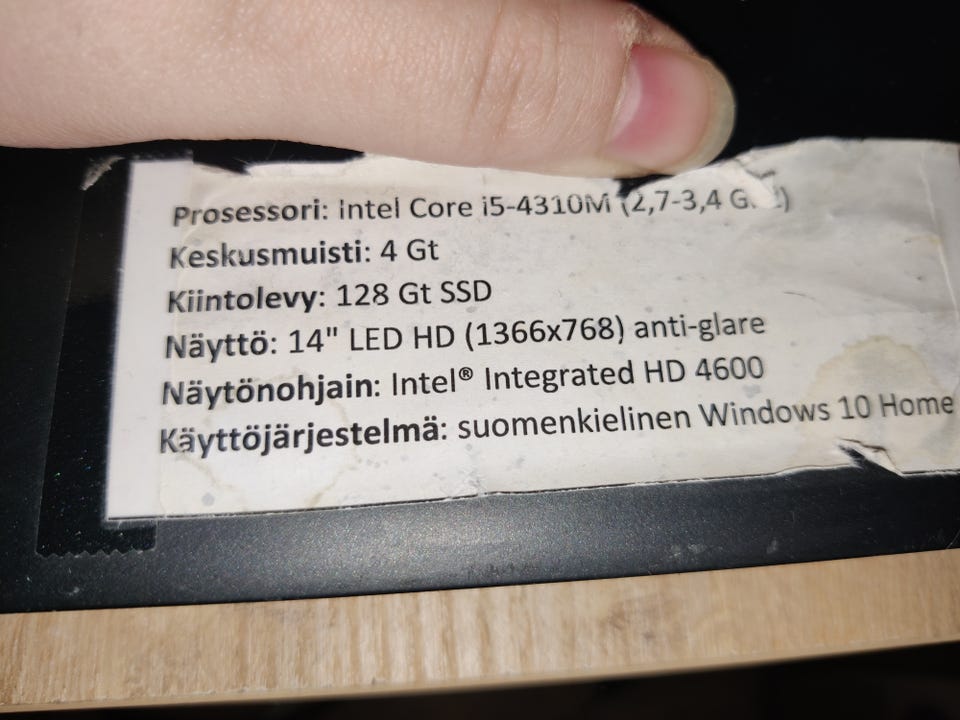 Prosessori: Intel Core i5-4310M (2,7-3,4
Keskusmuisti: 4 Gt
Kiintolevy: 128 Gt SSD
Näyttö: 14" LED HD (1366x768) anti-glare
Näytönohjain: Intel® Integrated HD 4600
Käyttöjärjestelmä: suomenkielinen Windows 10 Home